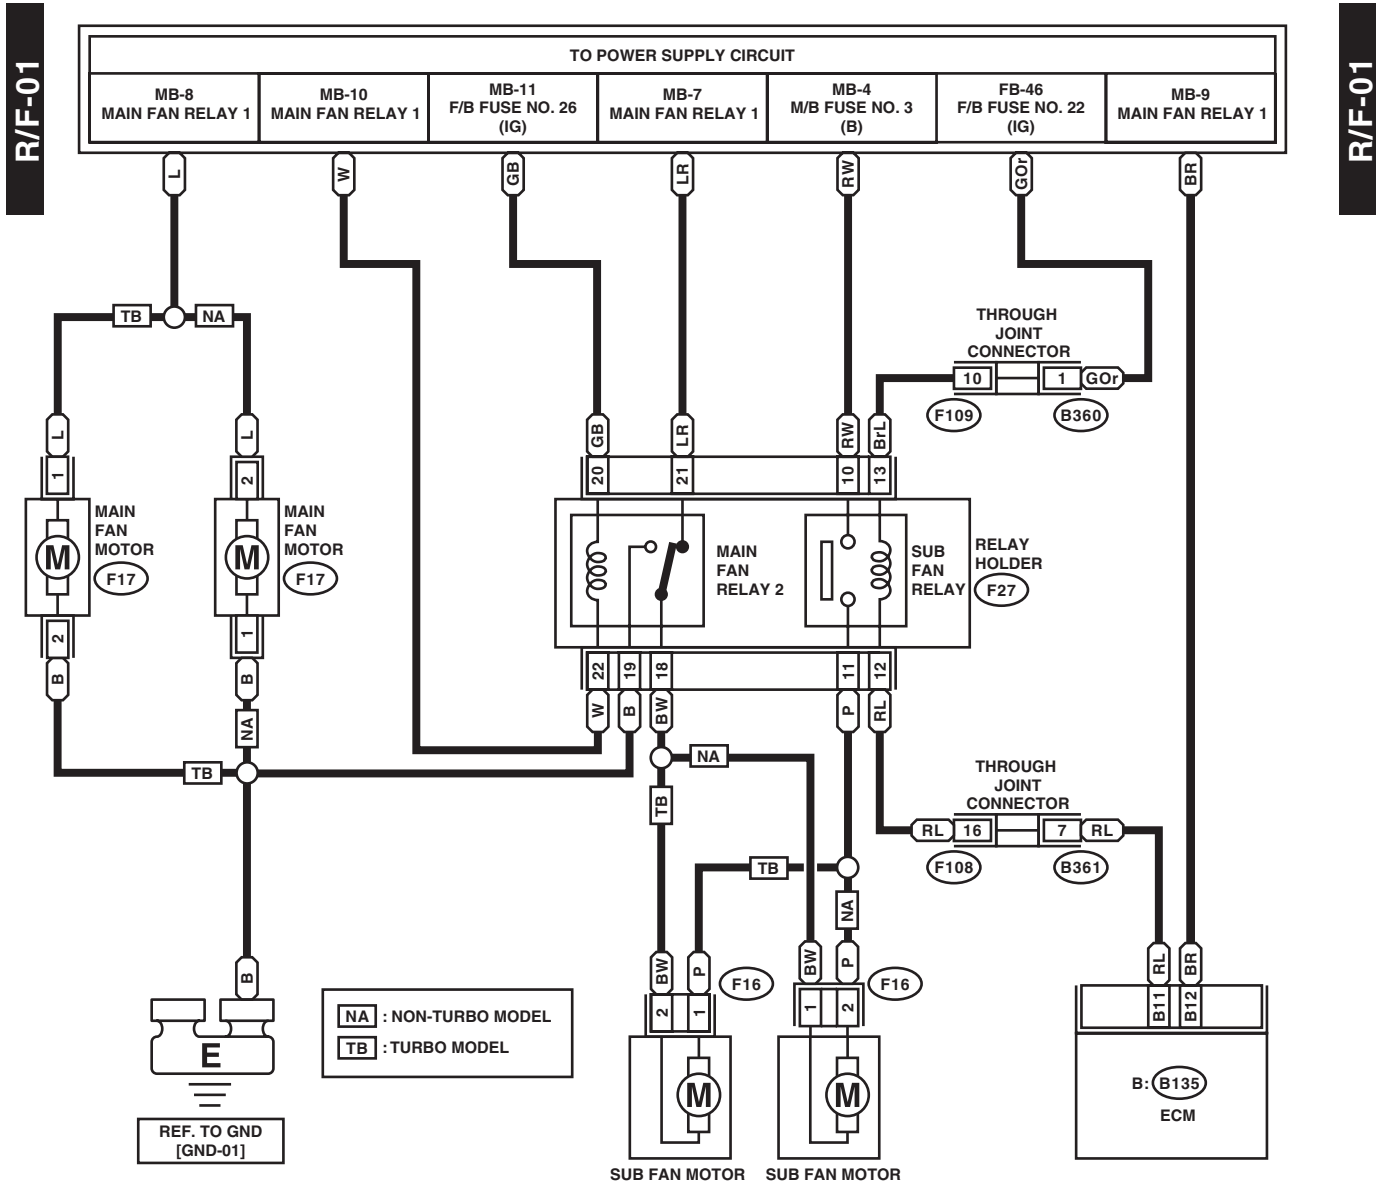 R/F-01
R/F-01
TO POWER SUPPLY CIRCUIT
MB-8
MAIN FAN RELAY 1
MB-10
MAIN FAN RELAY 1
MB-11
F/B FUSE NO. 26
(IG)
MB-7
MAIN FAN RELAY 1
MB-4
M/B FUSE NO. 3
(B)
FB-46
F/B FUSE NO. 22
(IG)
MB-9
MAIN FAN RELAY 1
L
W
GB
LR
RW
GOr
BR
TB
NA
THROUGH
JOINT
CONNECTOR
10
1
GOr
F109
B360
L
L
GB
LR
RW
BrL
1
2
20
21
10
13
MAIN
FAN
MOTOR
M
F17
MAIN
FAN
MOTOR
M
F17
MAIN
FAN
RELAY 2
SUB
FAN
RELAY
RELAY
HOLDER
F27
2
1
22
19
18
11
12
B
B
W
B
BW
P
RL
NA
TB
NA
TB
THROUGH
JOINT
CONNECTOR
RL
16
7
RL
F108
B361
TB
NA
B
BW
P
F16
BW
P
F16
RL
BR
2
1
1
2
B11
B12
E
NA : NON-TURBO MODEL
TB : TURBO MODEL
M
M
B: B135
ECM
REF. TO GND
[GND-01]
SUB FAN MOTOR
SUB FAN MOTOR